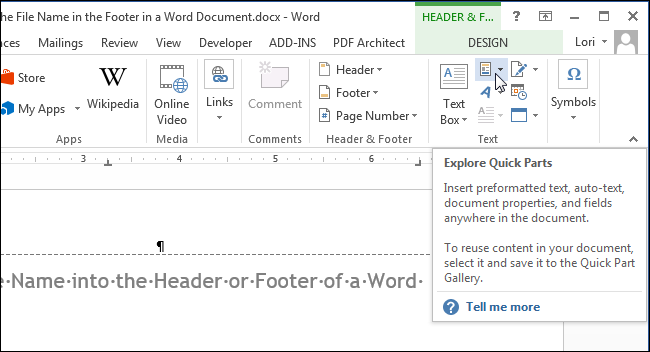 the File Name in the Footer in a Word Document.docx - Word
HEADER & F...
?
nces Mailings Review View Developer ADD-INS PDF Architect DESIGN Lori
Store
My Apps
W
Wikipedia
Online
Video
Links
Comment
Header
Footer
Page Number
A
Text
Box
A
Ω
Symbols
Apps Media Comments Header & Footer Text
3 4 5 6
¶
e·Name·into·the·Header·or·Footer·of·a·Word·
Explore Quick Parts
Insert preformatted text, auto-text,
document properties, and fields
anywhere in the document.
To reuse content in your document,
select it and save it to the Quick Part
Gallery.
? Tell me more